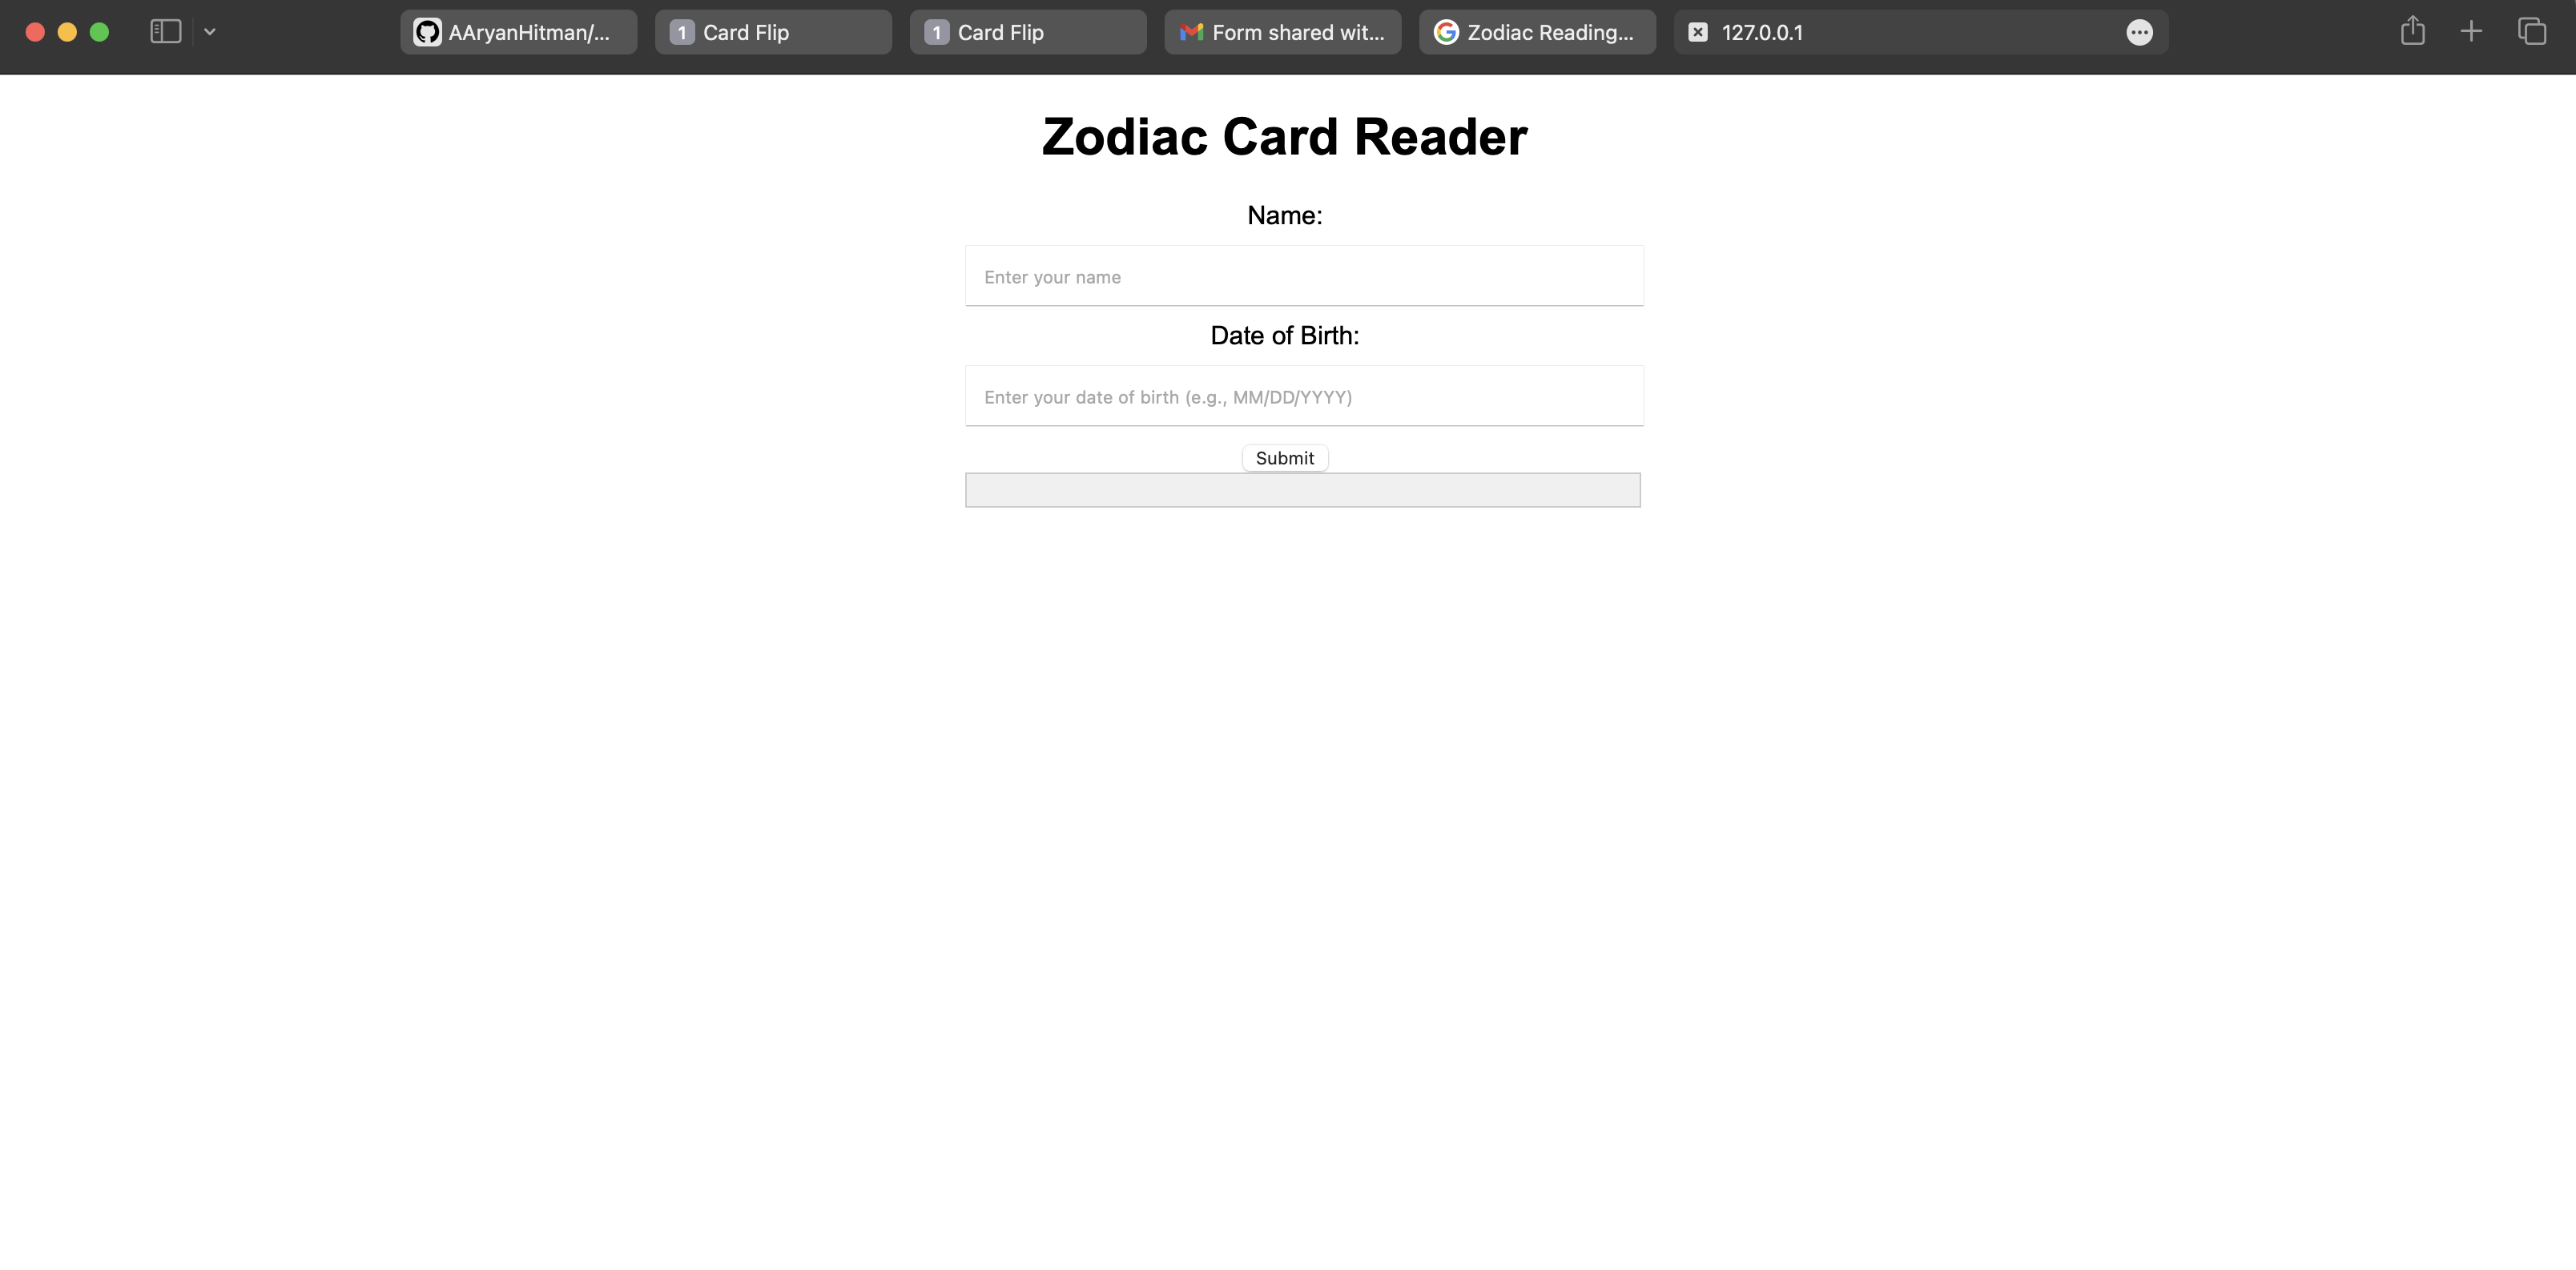 AAryanHitman/...
1 Card Flip
1 Card Flip
Form shared wit...
Zodiac Reading...
127.0.0.1
Zodiac Card Reader
Name:
Enter your name
Date of Birth:
Enter your date of birth (e.g., MM/DD/YYYY)
Submit